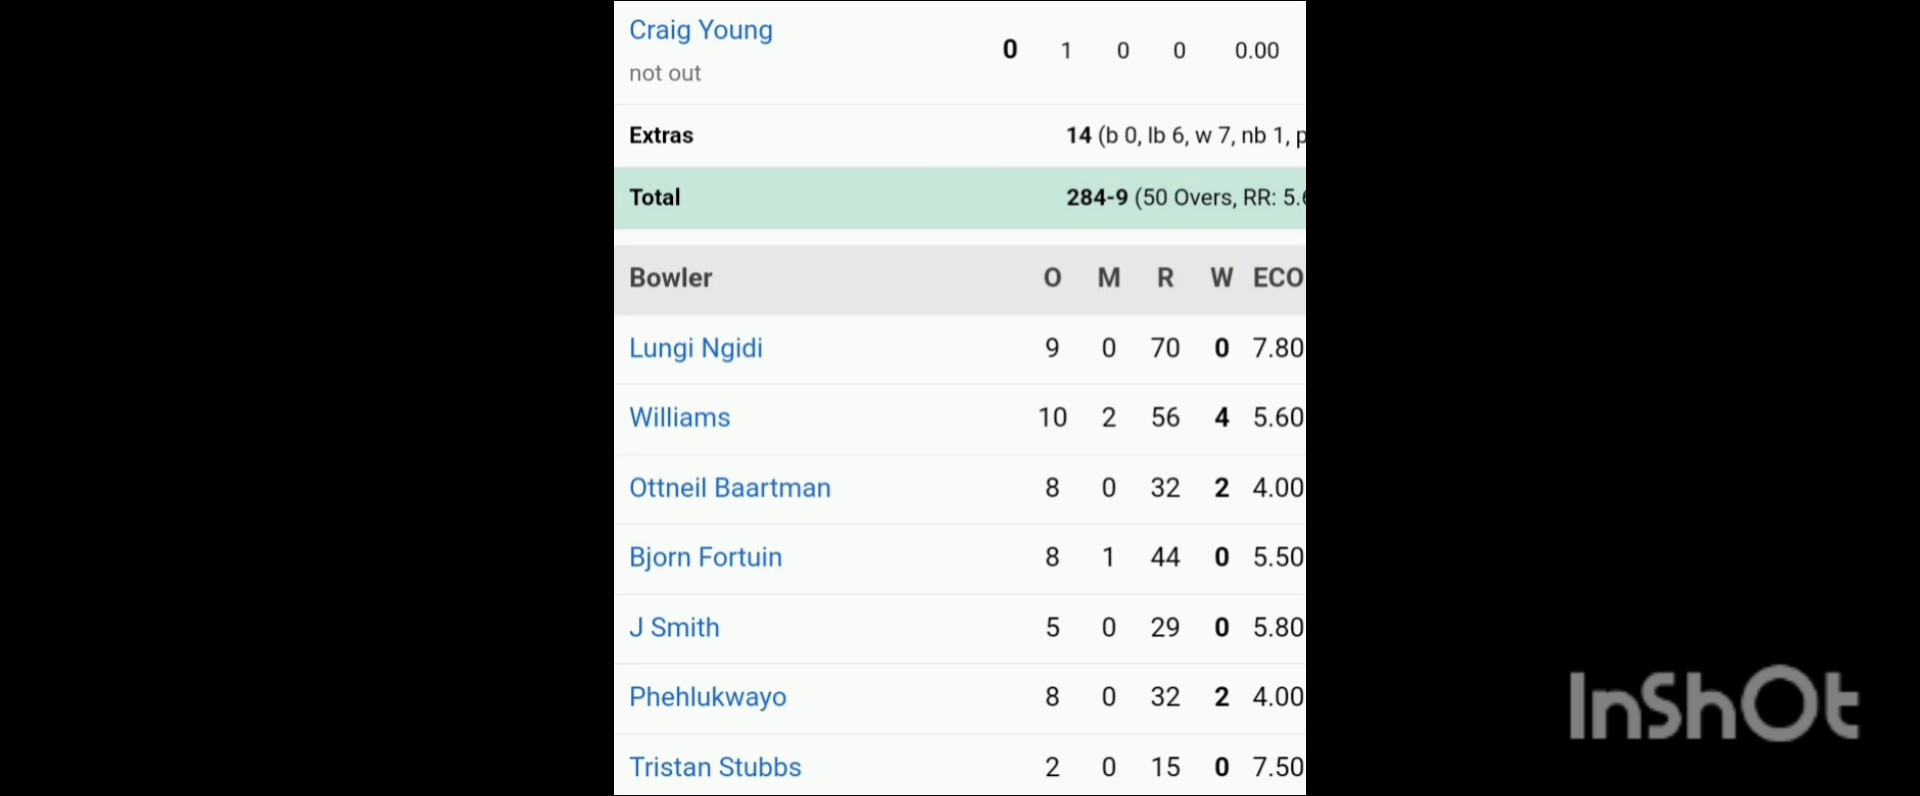 Craig Young 0 1 0 0 0.00
not out
Extras 14 (b 0, lb 6, w 7, nb 1, p
Total 284-9 (50 Overs, RR: 5.6
Bowler O M R W ECO
Lungi Ngidi 9 0 70 0 7.80
Williams 10 2 56 4 5.60
Ottneil Baartman 8 0 32 2 4.00
Bjorn Fortuin 8 1 44 0 5.50
J Smith 5 0 29 0 5.80
Phehlukwayo 8 0 32 2 4.00
Tristan Stubbs 2 0 15 0 7.50
InShOt